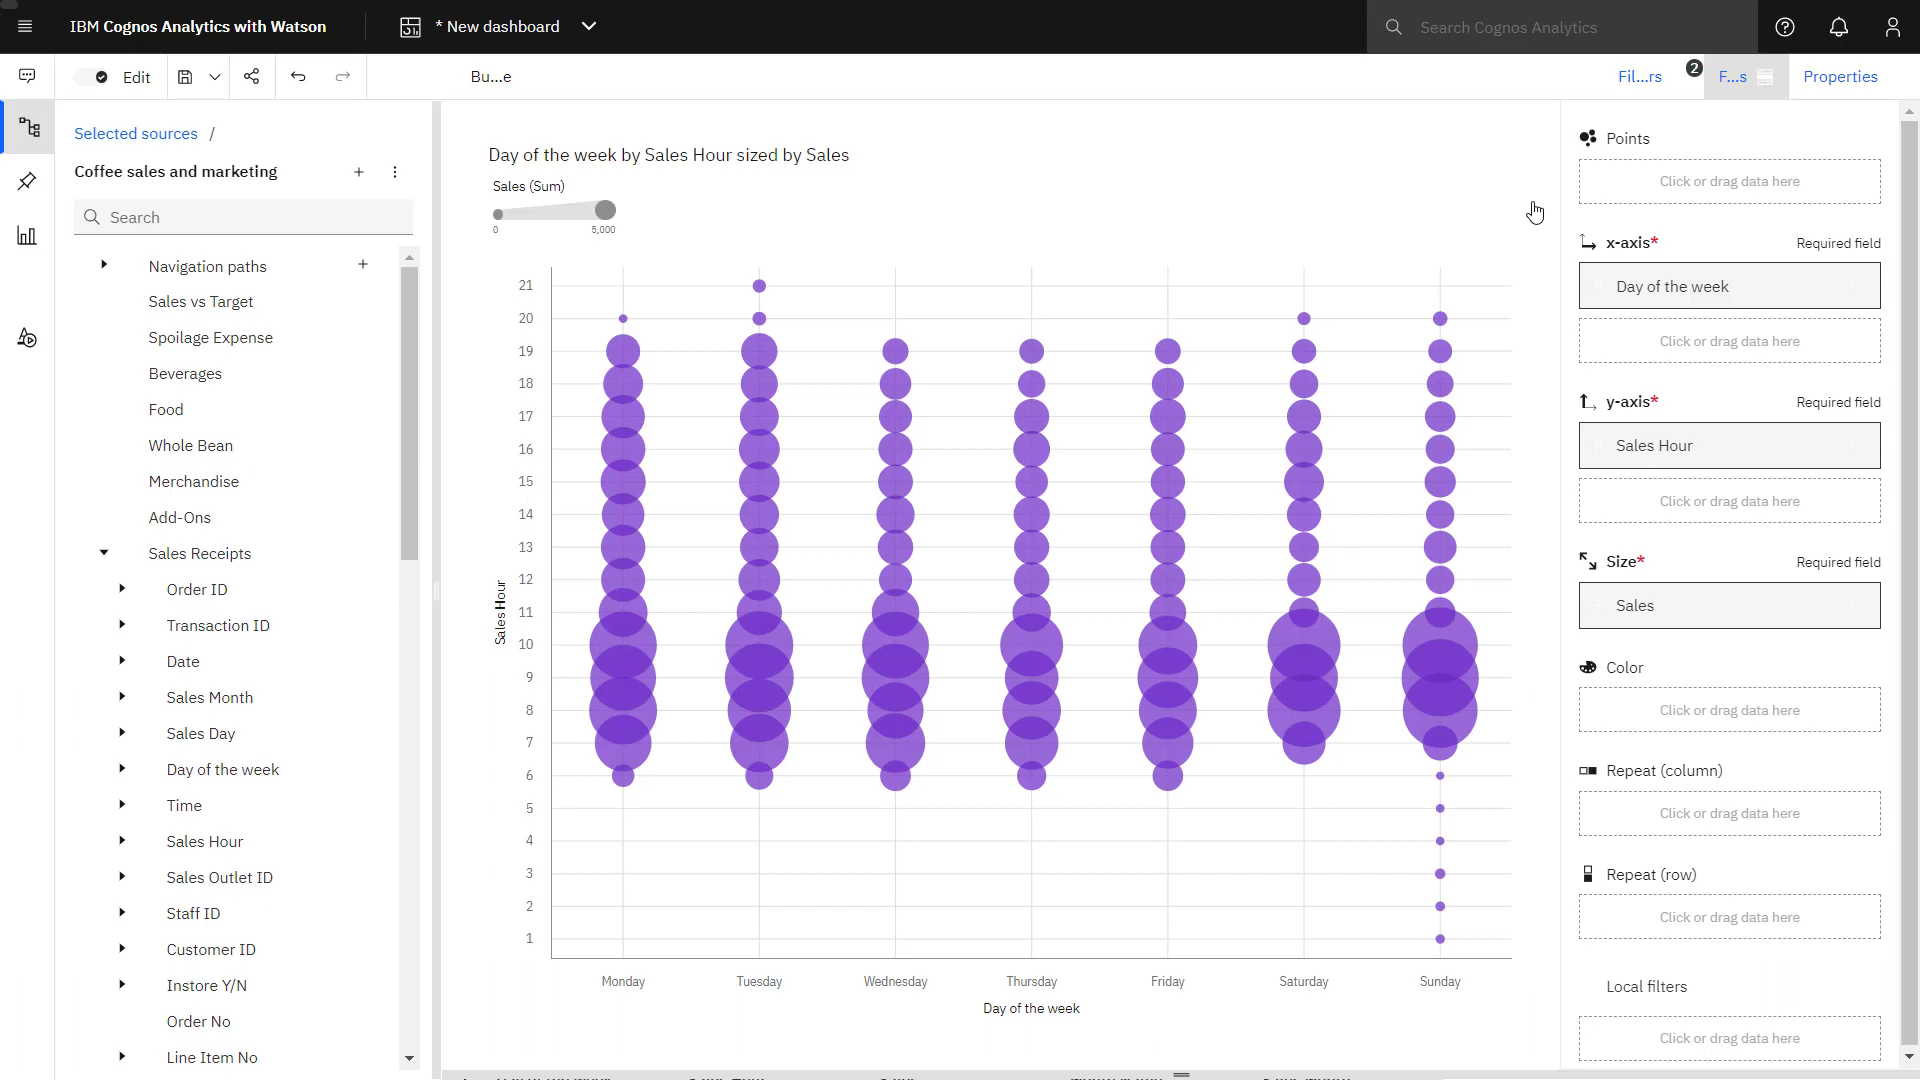 IBM Cognos Analytics with Watson
* New dashboard
Search Cognos Analytics
Edit
Bu...e
Fil...rs
2
F...s
Properties
Selected sources /
Coffee sales and marketing
Search
Navigation paths
Sales vs Target
Spoilage Expense
Beverages
Food
Whole Bean
Merchandise
Add-Ons
Sales Receipts
Order ID
Transaction ID
Date
Sales Month
Sales Day
Day of the week
Time
Sales Hour
Sales Outlet ID
Staff ID
Customer ID
Instore Y/N
Order No
Line Item No
Day of the week by Sales Hour sized by Sales
Sales (Sum)
0 5,000
21
20
19
18
17
16
15
14
13
12
11
10
9
8
7
6
5
4
3
2
1
Sales Hour
Monday Tuesday Wednesday Thursday Friday Saturday Sunday
Day of the week
Points
Click or drag data here
x-axis* Required field
Day of the week
Click or drag data here
y-axis* Required field
Sales Hour
Click or drag data here
Size* Required field
Sales
Color
Click or drag data here
Repeat (column)
Click or drag data here
Repeat (row)
Click or drag data here
Local filters
Click or drag data here